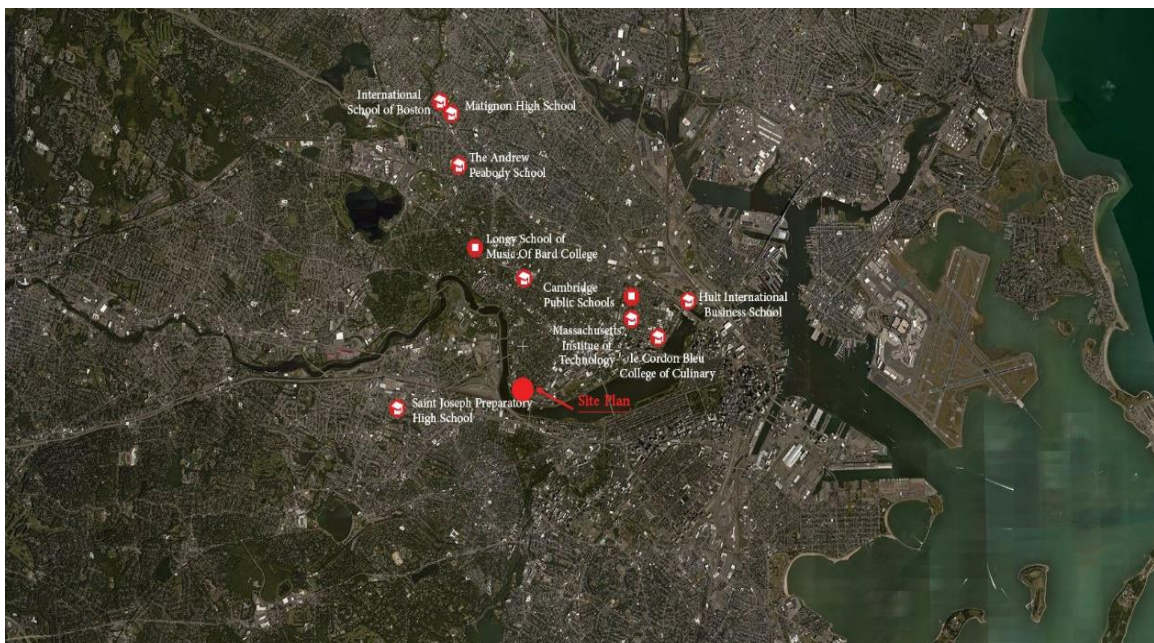 International
School of Boston
Matignon High School
The Andrew
Peabody School
Longy School of
Music Of Bard College
Cambridge
Public Schools
Hult International
Business School
Massachusetts
Institue of
Technology
le Cordon Bleu
College of Culinary
Site Plan
Saint Joseph Preparatory
High School